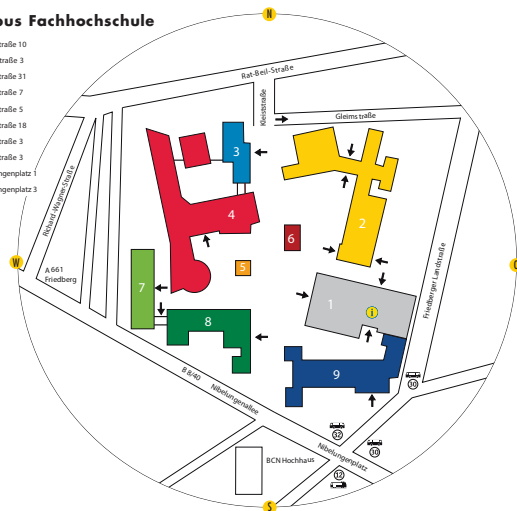 ous Fachhochschule
traße 10
traße 3
traße 31
traße 7
traße 5
traße 18
traße 3
traße 3
ngenplatz 1
ngenplatz 3
N
Rat-Beil-Straße
Kleiststraße
Gleimstraße
Richard-Wagner-Straße
3
4
2
6
W
A 661
Friedberg
5
7
8
1
i
Friedberger Landstraße
O
9
B 8/40 Nibelungenallee
30
32
30
Nibelungenplatz
BCN Hochhaus
12
S